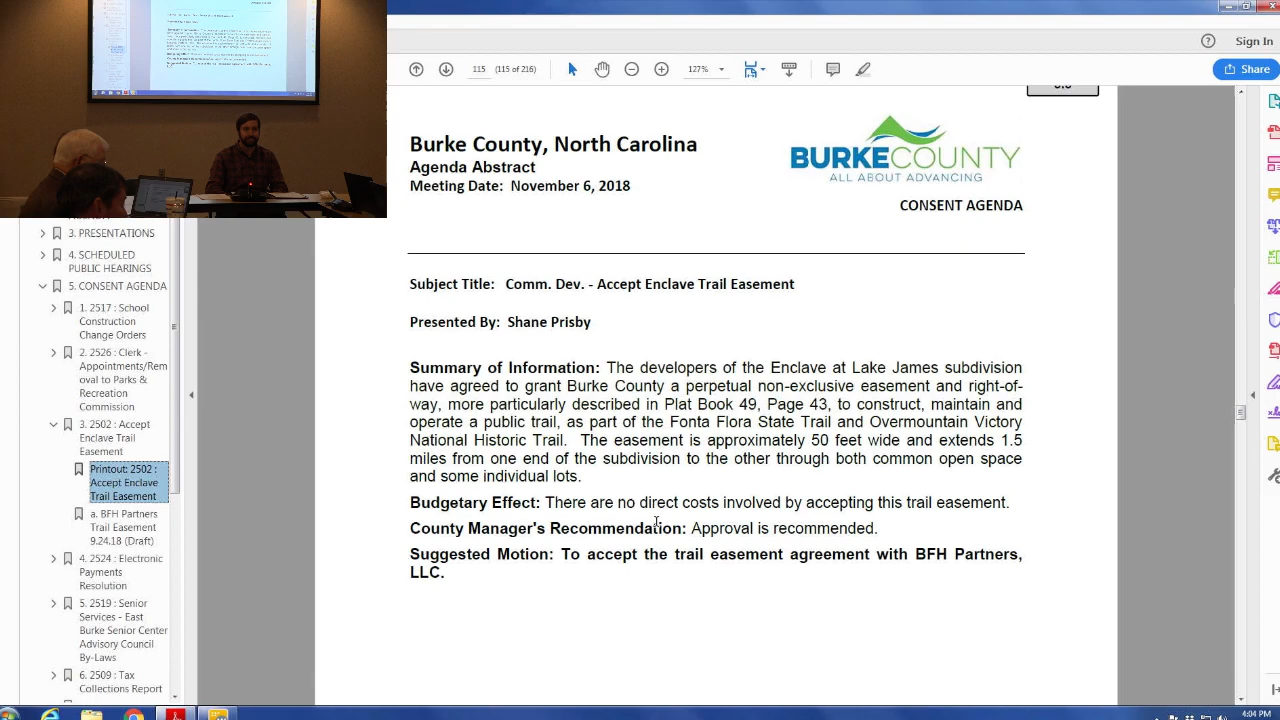 Sign In
115 (115 of 216)
127%
Share
Burke County, North Carolina
Agenda Abstract
Meeting Date: November 6, 2018
BURKECOUNTY
ALL ABOUT ADVANCING
CONSENT AGENDA
Subject Title: Comm. Dev. - Accept Enclave Trail Easement
Presented By: Shane Prisby
Summary of Information: The developers of the Enclave at Lake James subdivision
have agreed to grant Burke County a perpetual non-exclusive easement and right-of-
way, more particularly described in Plat Book 49, Page 43, to construct, maintain and
operate a public tail, as part of the Fonta Flora State Trail and Overmountain Victory
National Historic Trail. The easement is approximately 50 feet wide and extends 1.5
miles from one end of the subdivision to the other through both common open space
and some individual lots.
Budgetary Effect: There are no direct costs involved by accepting this trail easement.
County Manager's Recommendation: Approval is recommended.
Suggested Motion: To accept the trail easement agreement with BFH Partners,
LLC.
3. PRESENTATIONS
4. SCHEDULED
PUBLIC HEARINGS
5. CONSENT AGENDA
1. 2517 : School
Construction
Change Orders
2. 2526 : Clerk -
Appointments/Rem
oval to Parks &
Recreation
Commission
3. 2502 : Accept
Enclave Trail
Easement
Printout: 2502 :
Accept Enclave
Trail Easement
a. BFH Partners
Trail Easement
9.24.18 (Draft)
4. 2524 : Electronic
Payments
Resolution
5. 2519 : Senior
Services - East
Burke Senior Center
Advisory Council
By-Laws
6. 2509 : Tax
Collections Report
4:04 PM